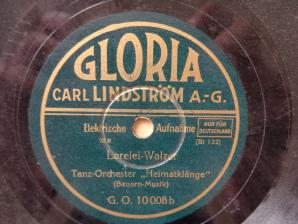 GLORIA
CARL LINDSTRÖM A.-G.
Elektrische Aufnahme
NUR FÜR
DEUTSCHLAND
[Bi 122]
Lorelei-Walzer
Tanz-Orchester „Heimatklänge"
(Bauern-Musik)
G. O. 10008b